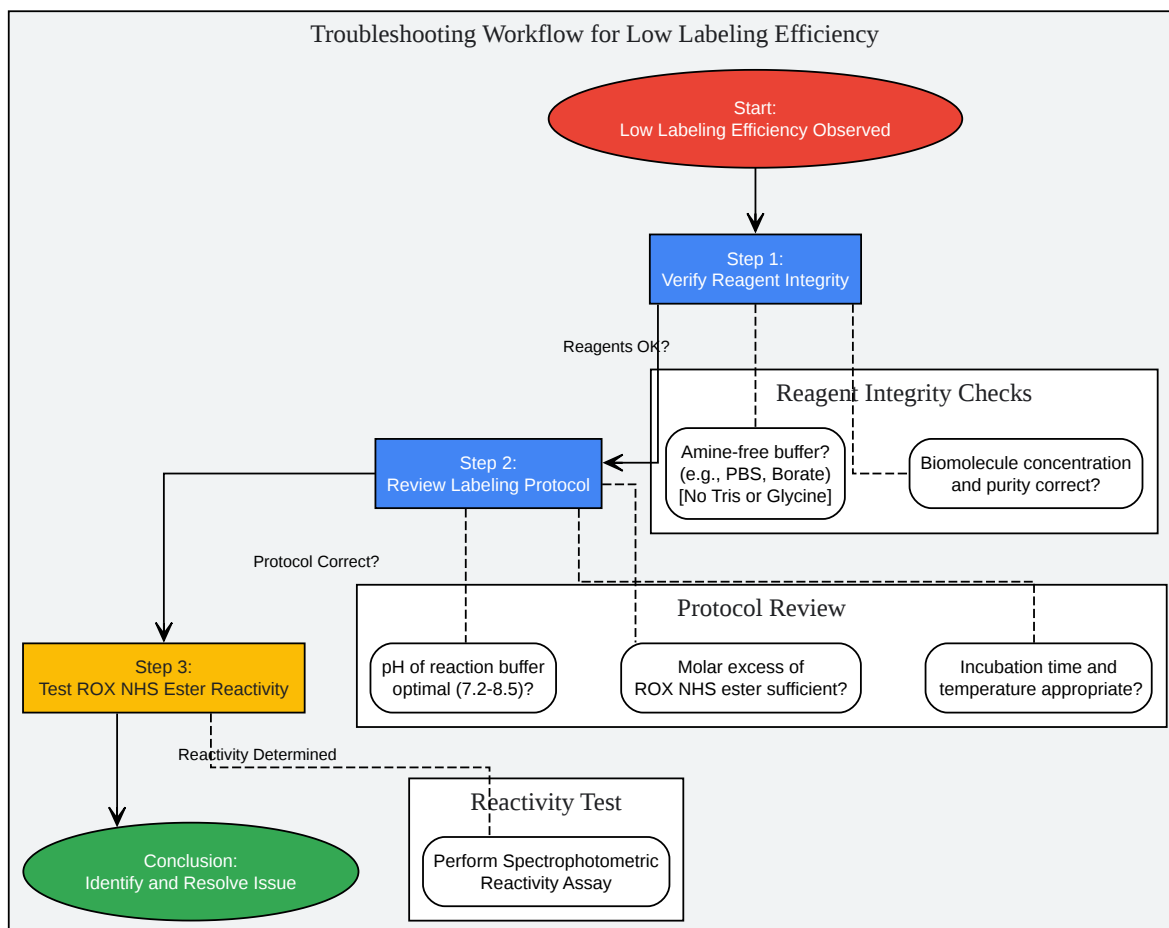 Troubleshooting Workflow for Low Labeling Efficiency
Start:
Low Labeling Efficiency Observed
Step 1:
Verify Reagent Integrity
Reagents OK?
Reagent Integrity Checks
Amine-free buffer?
(e.g., PBS, Borate)
[No Tris or Glycine]
Biomolecule concentration
and purity correct?
Step 2:
Review Labeling Protocol
Protocol Correct?
Protocol Review
pH of reaction buffer
optimal (7.2-8.5)?
Molar excess of
ROX NHS ester sufficient?
Incubation time and
temperature appropriate?
Step 3:
Test ROX NHS Ester Reactivity
Reactivity Determined
Reactivity Test
Perform Spectrophotometric
Reactivity Assay
Conclusion:
Identify and Resolve Issue